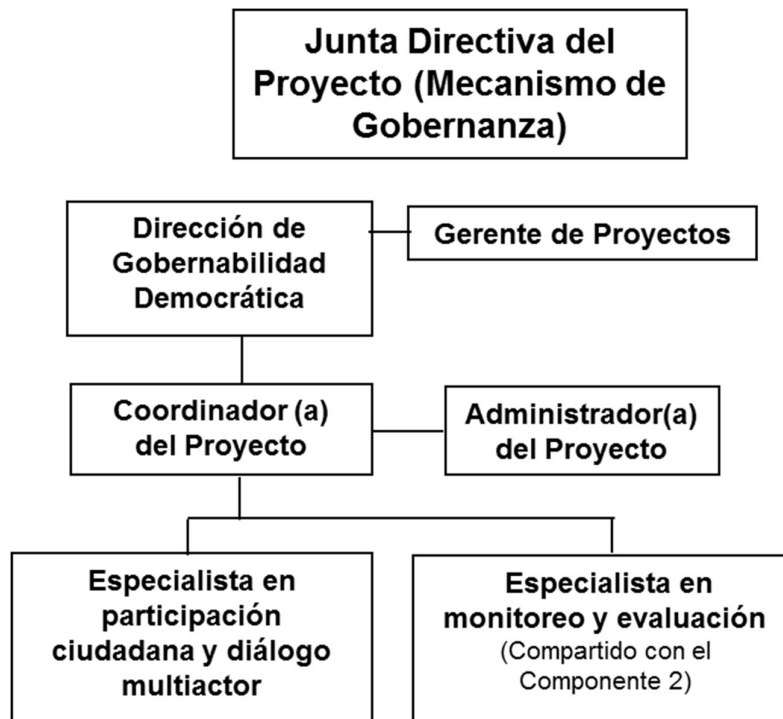 Junta Directiva del
Proyecto (Mecanismo de
Gobernanza)
Dirección de
Gobernabilidad
Democrática
Gerente de Proyectos
Coordinador (a)
del Proyecto
Administrador(a)
del Proyecto
Especialista en
participación
ciudadana y diálogo
multiactor
Especialista en
monitoreo y evaluación
(Compartido con el
Componente 2)